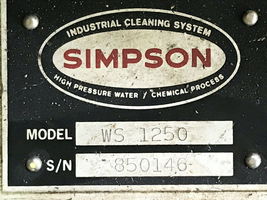 INDUSTRIAL CLEANING SYSTEM
SIMPSON
HIGH PRESSURE WATER / CHEMICAL PROCESS
MODEL WS 1250
S/N 850146